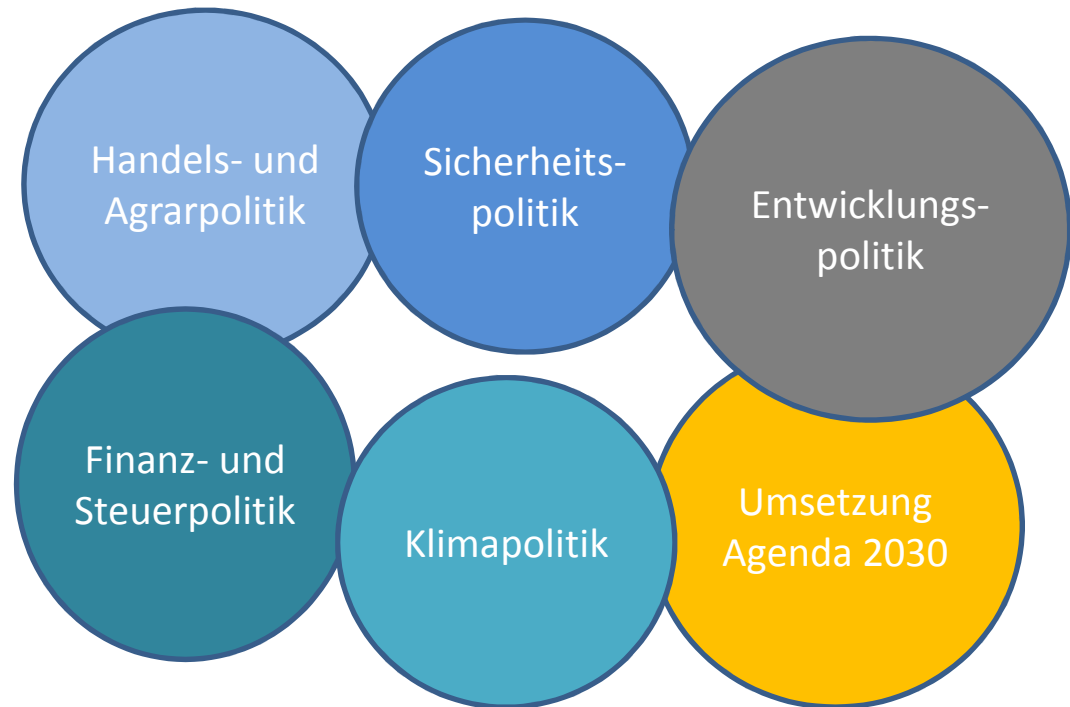 Handels- und
Agrarpolitik
Sicherheits-
politik
Entwicklungs-
politik
Finanz- und
Steuerpolitik
Klimapolitik
Umsetzung
Agenda 2030